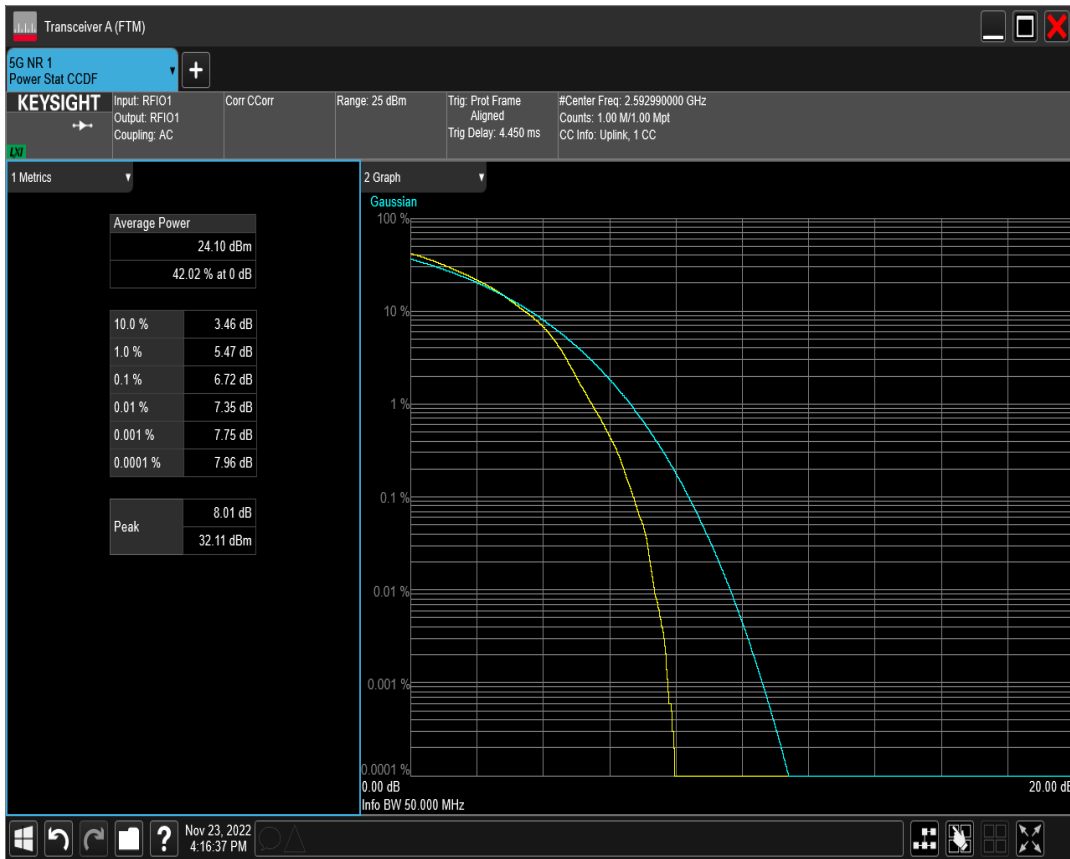 Transceiver A (FTM)
5G NR 1
Power Stat CCDF
+
KEYSIGHT
LXI
Input: RFIO1
Output: RFIO1
Coupling: AC
Corr CCorr
Range: 25 dBm
Trig: Prot Frame
Aligned
Trig Delay: 4.450 ms
#Center Freq: 2.592990000 GHz
Counts: 1.00 M/1.00 Mpt
CC Info: Uplink, 1 CC
1 Metrics
Average Power
24.10 dBm
42.02 % at 0 dB
10.0 % 3.46 dB
1.0 % 5.47 dB
0.1 % 6.72 dB
0.01 % 7.35 dB
0.001 % 7.75 dB
0.0001 % 7.96 dB
Peak
8.01 dB
32.11 dBm
2 Graph
Gaussian
100 %
10 %
1 %
0.1 %
0.01 %
0.001 %
0.0001 %
0.00 dB 20.00 dB
Info BW 50.000 MHz
?
Nov 23, 2022
4:16:37 PM